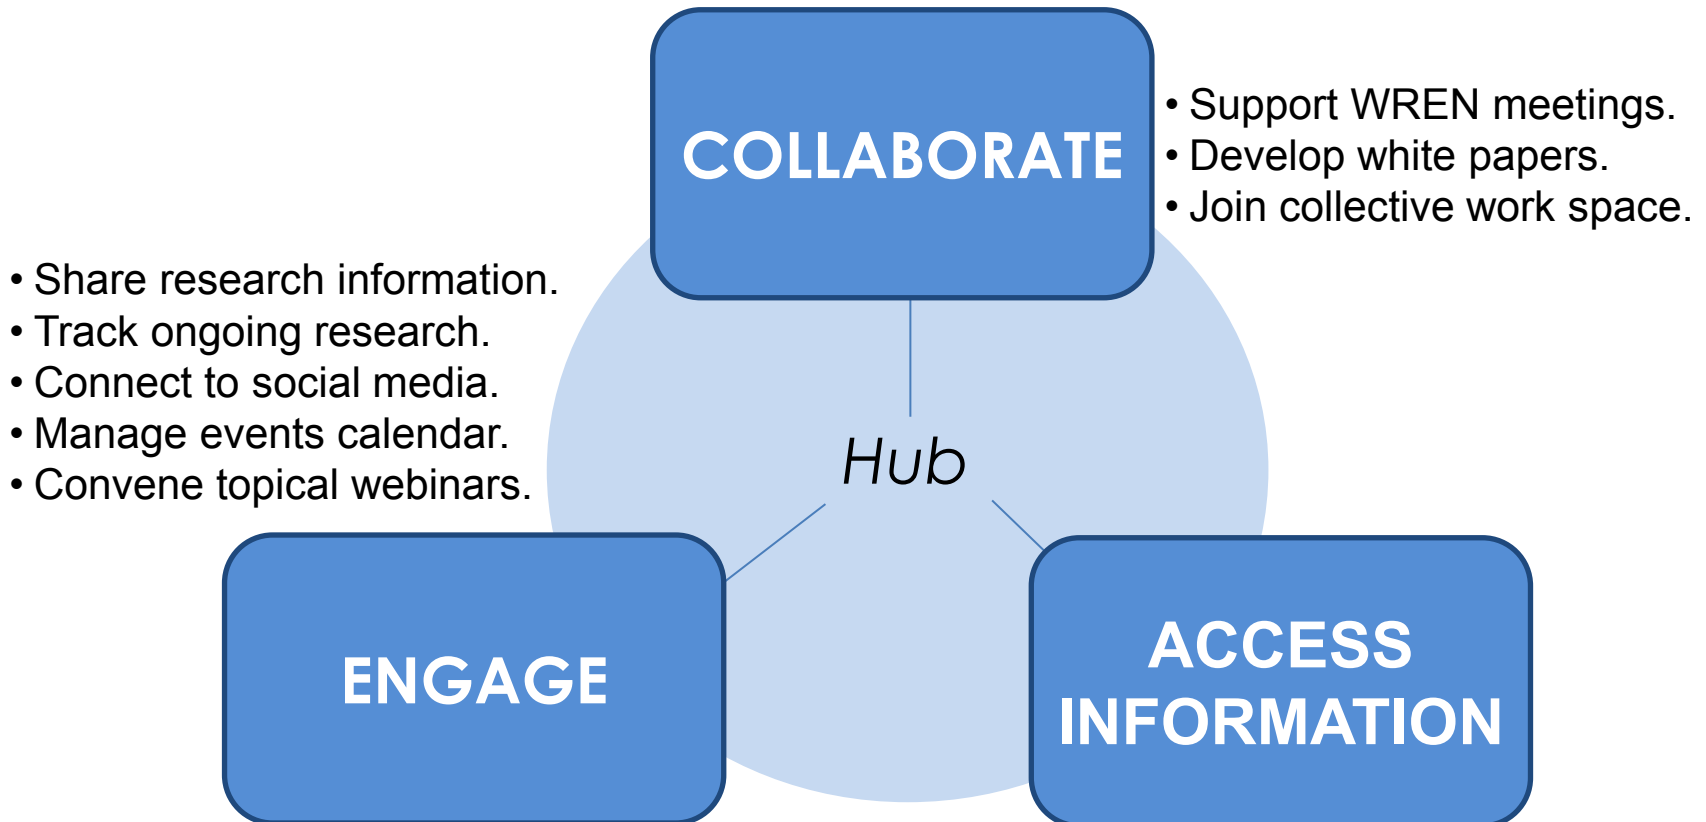 COLLABORATE
• Support WREN meetings.
• Develop white papers.
• Join collective work space.
• Share research information.
• Track ongoing research.
• Connect to social media.
• Manage events calendar.
• Convene topical webinars.
Hub
ENGAGE
ACCESS
INFORMATION